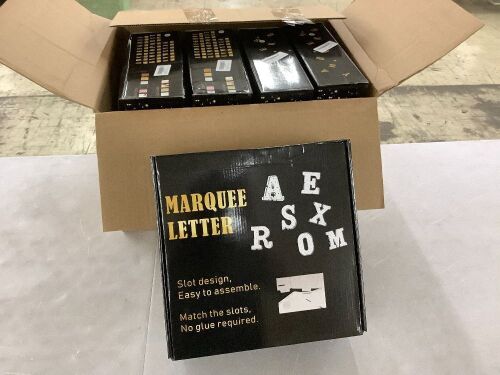 MARQUEE
LETTER
A E
S X
R O M
Slot design,
Easy to assemble.
Match the slots,
No glue required.